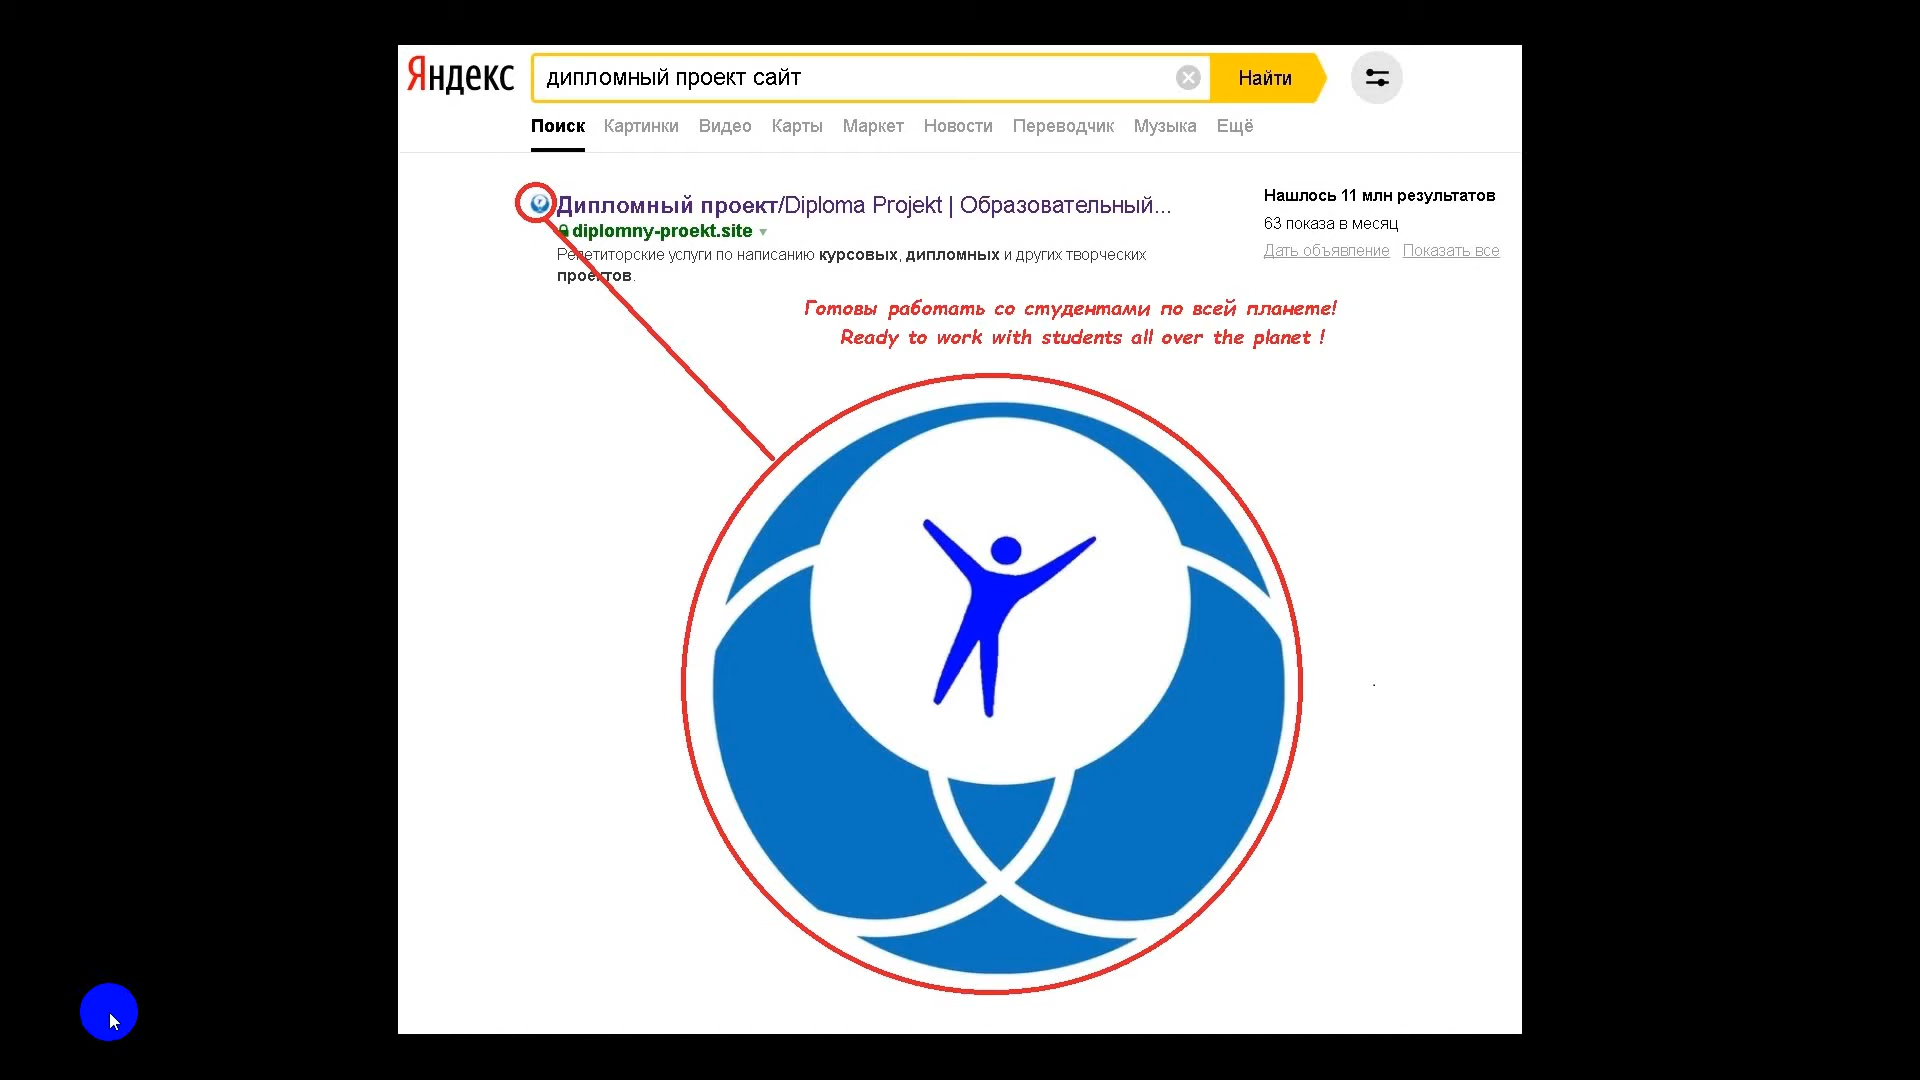 Яндекс
дипломный проект сайт
Найти
Поиск Картинки Видео Карты Маркет Новости Переводчик Музыка Ещё
Дипломный проект/Diploma Projekt | Образовательный...
diplomny-proekt.site
Репетиторские услуги по написанию курсовых, дипломных и других творческих
проектов.
Нашлось 11 млн результатов
63 показа в месяц
Дать объявление Показать все
Готовы работать со студентами по всей планете!
Ready to work with students all over the planet !